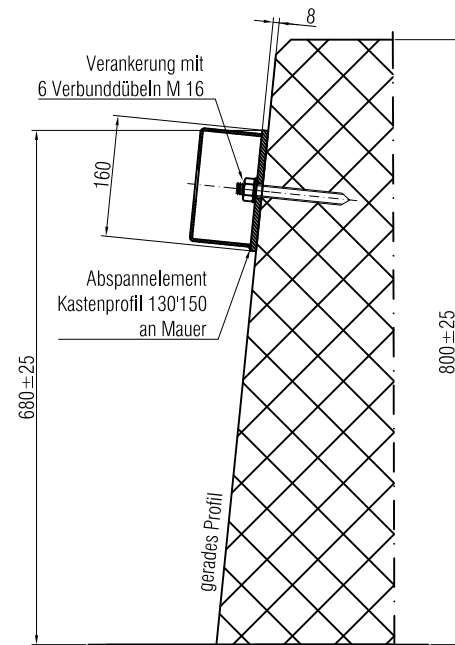 8
Verankerung mit
6 Verbunddübeln M 16
160
Abspannelement
Kastenprofil 130'150
an Mauer
680±25
800±25
gerades Profil